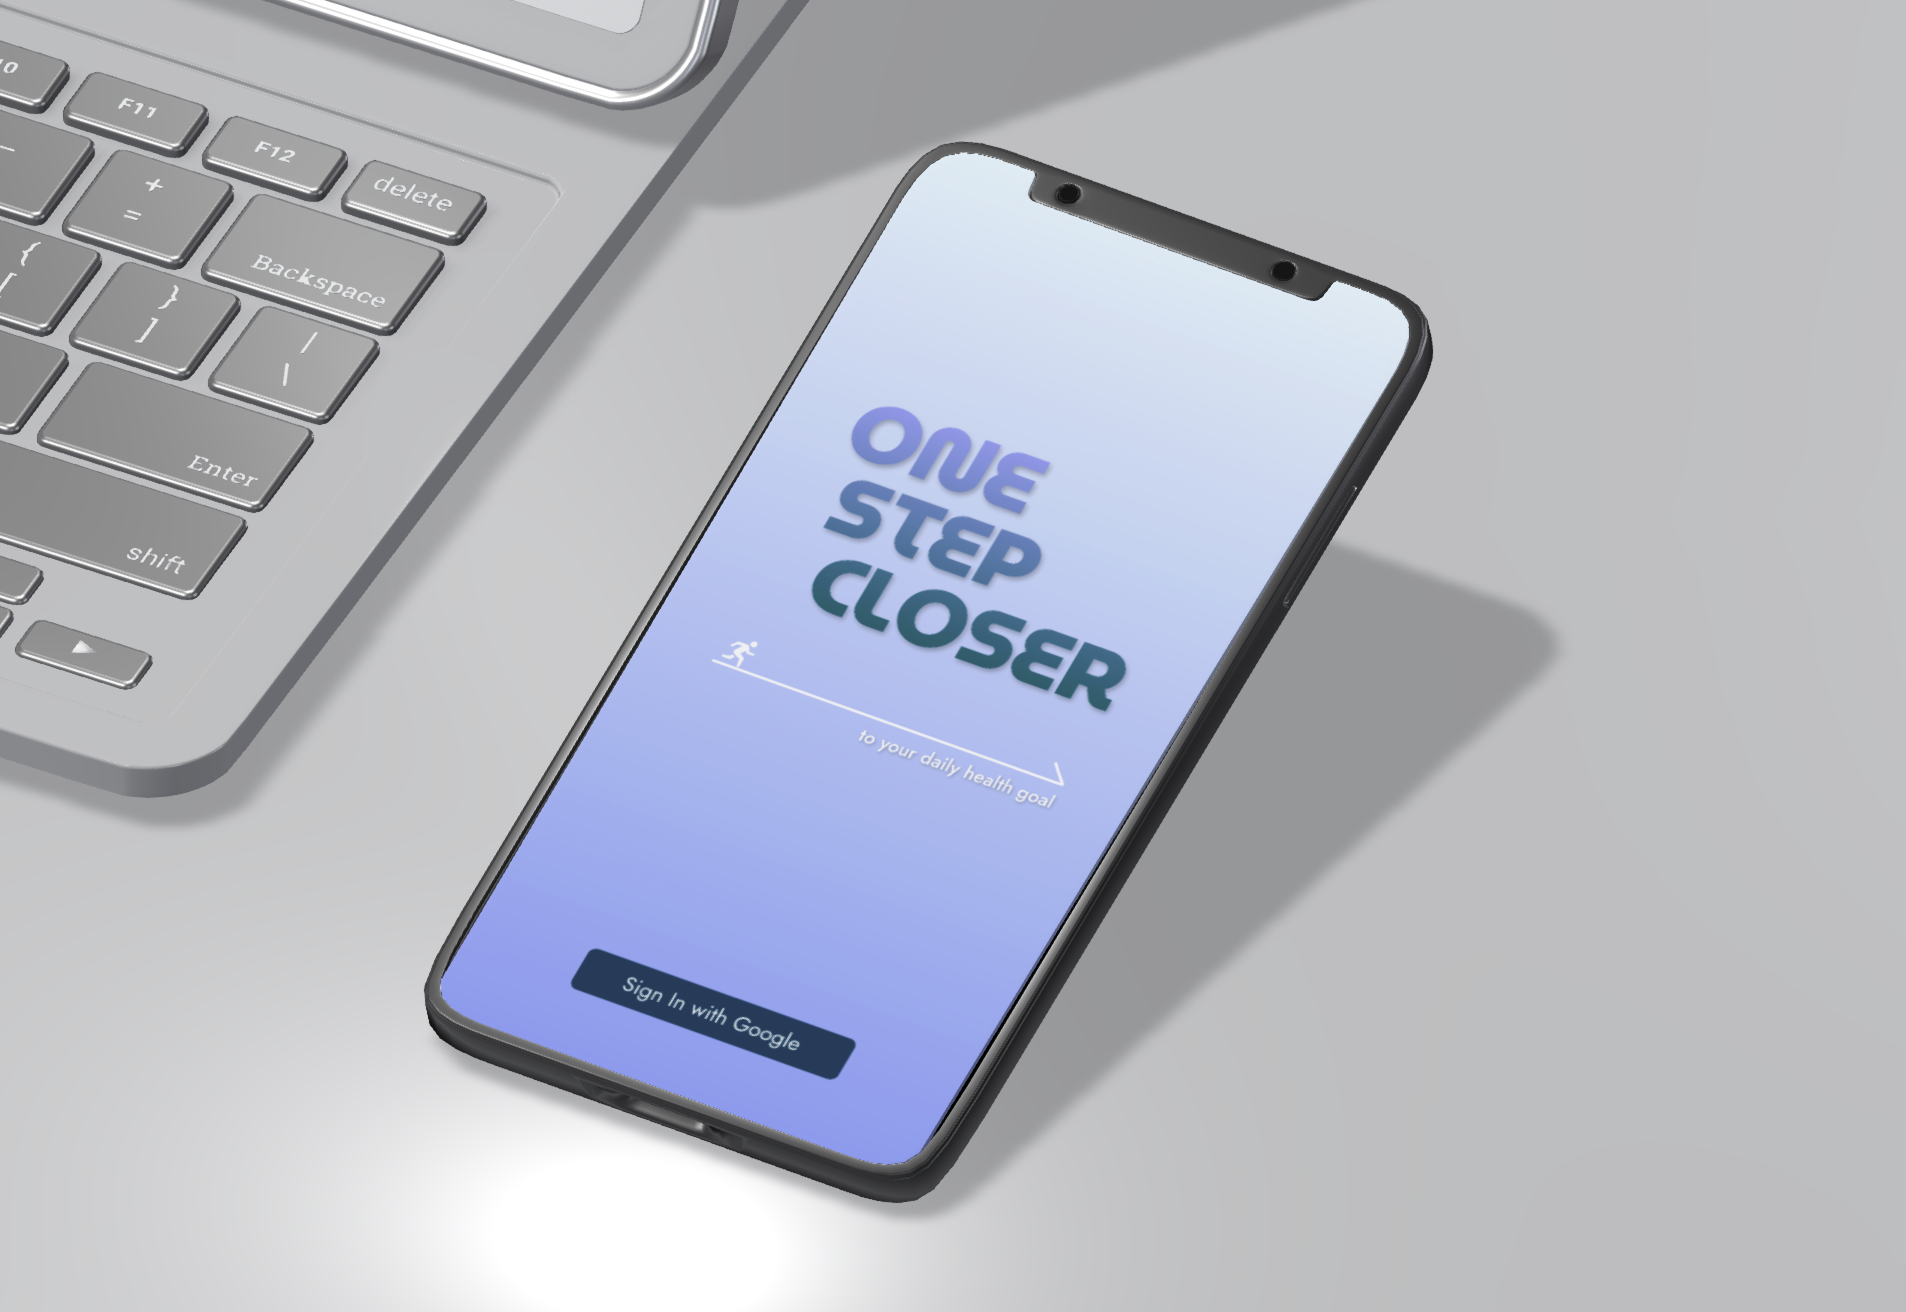 10
F11
F12
delete
—
+
=
Backspace
{
[
}
]
|
\
Enter
shift
ONE
STEP
CLOSER
to your daily health goal
Sign In with Google